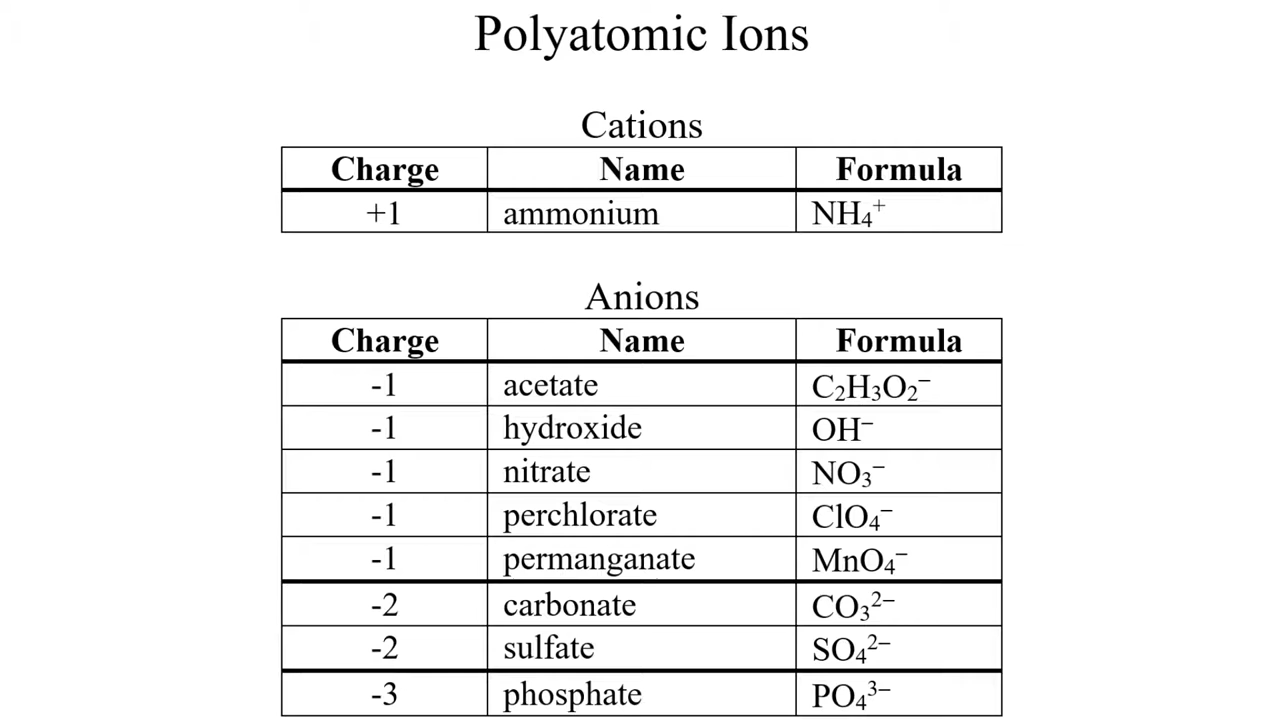 Polyatomic Ions
Cations
Charge Name Formula
+1 ammonium NH₄⁺
Anions
Charge Name Formula
-1 acetate C₂H₃O₂⁻
-1 hydroxide OH⁻
-1 nitrate NO₃⁻
-1 perchlorate ClO₄⁻
-1 permanganate MnO₄⁻
-2 carbonate CO₃²⁻
-2 sulfate SO₄²⁻
-3 phosphate PO₄³⁻